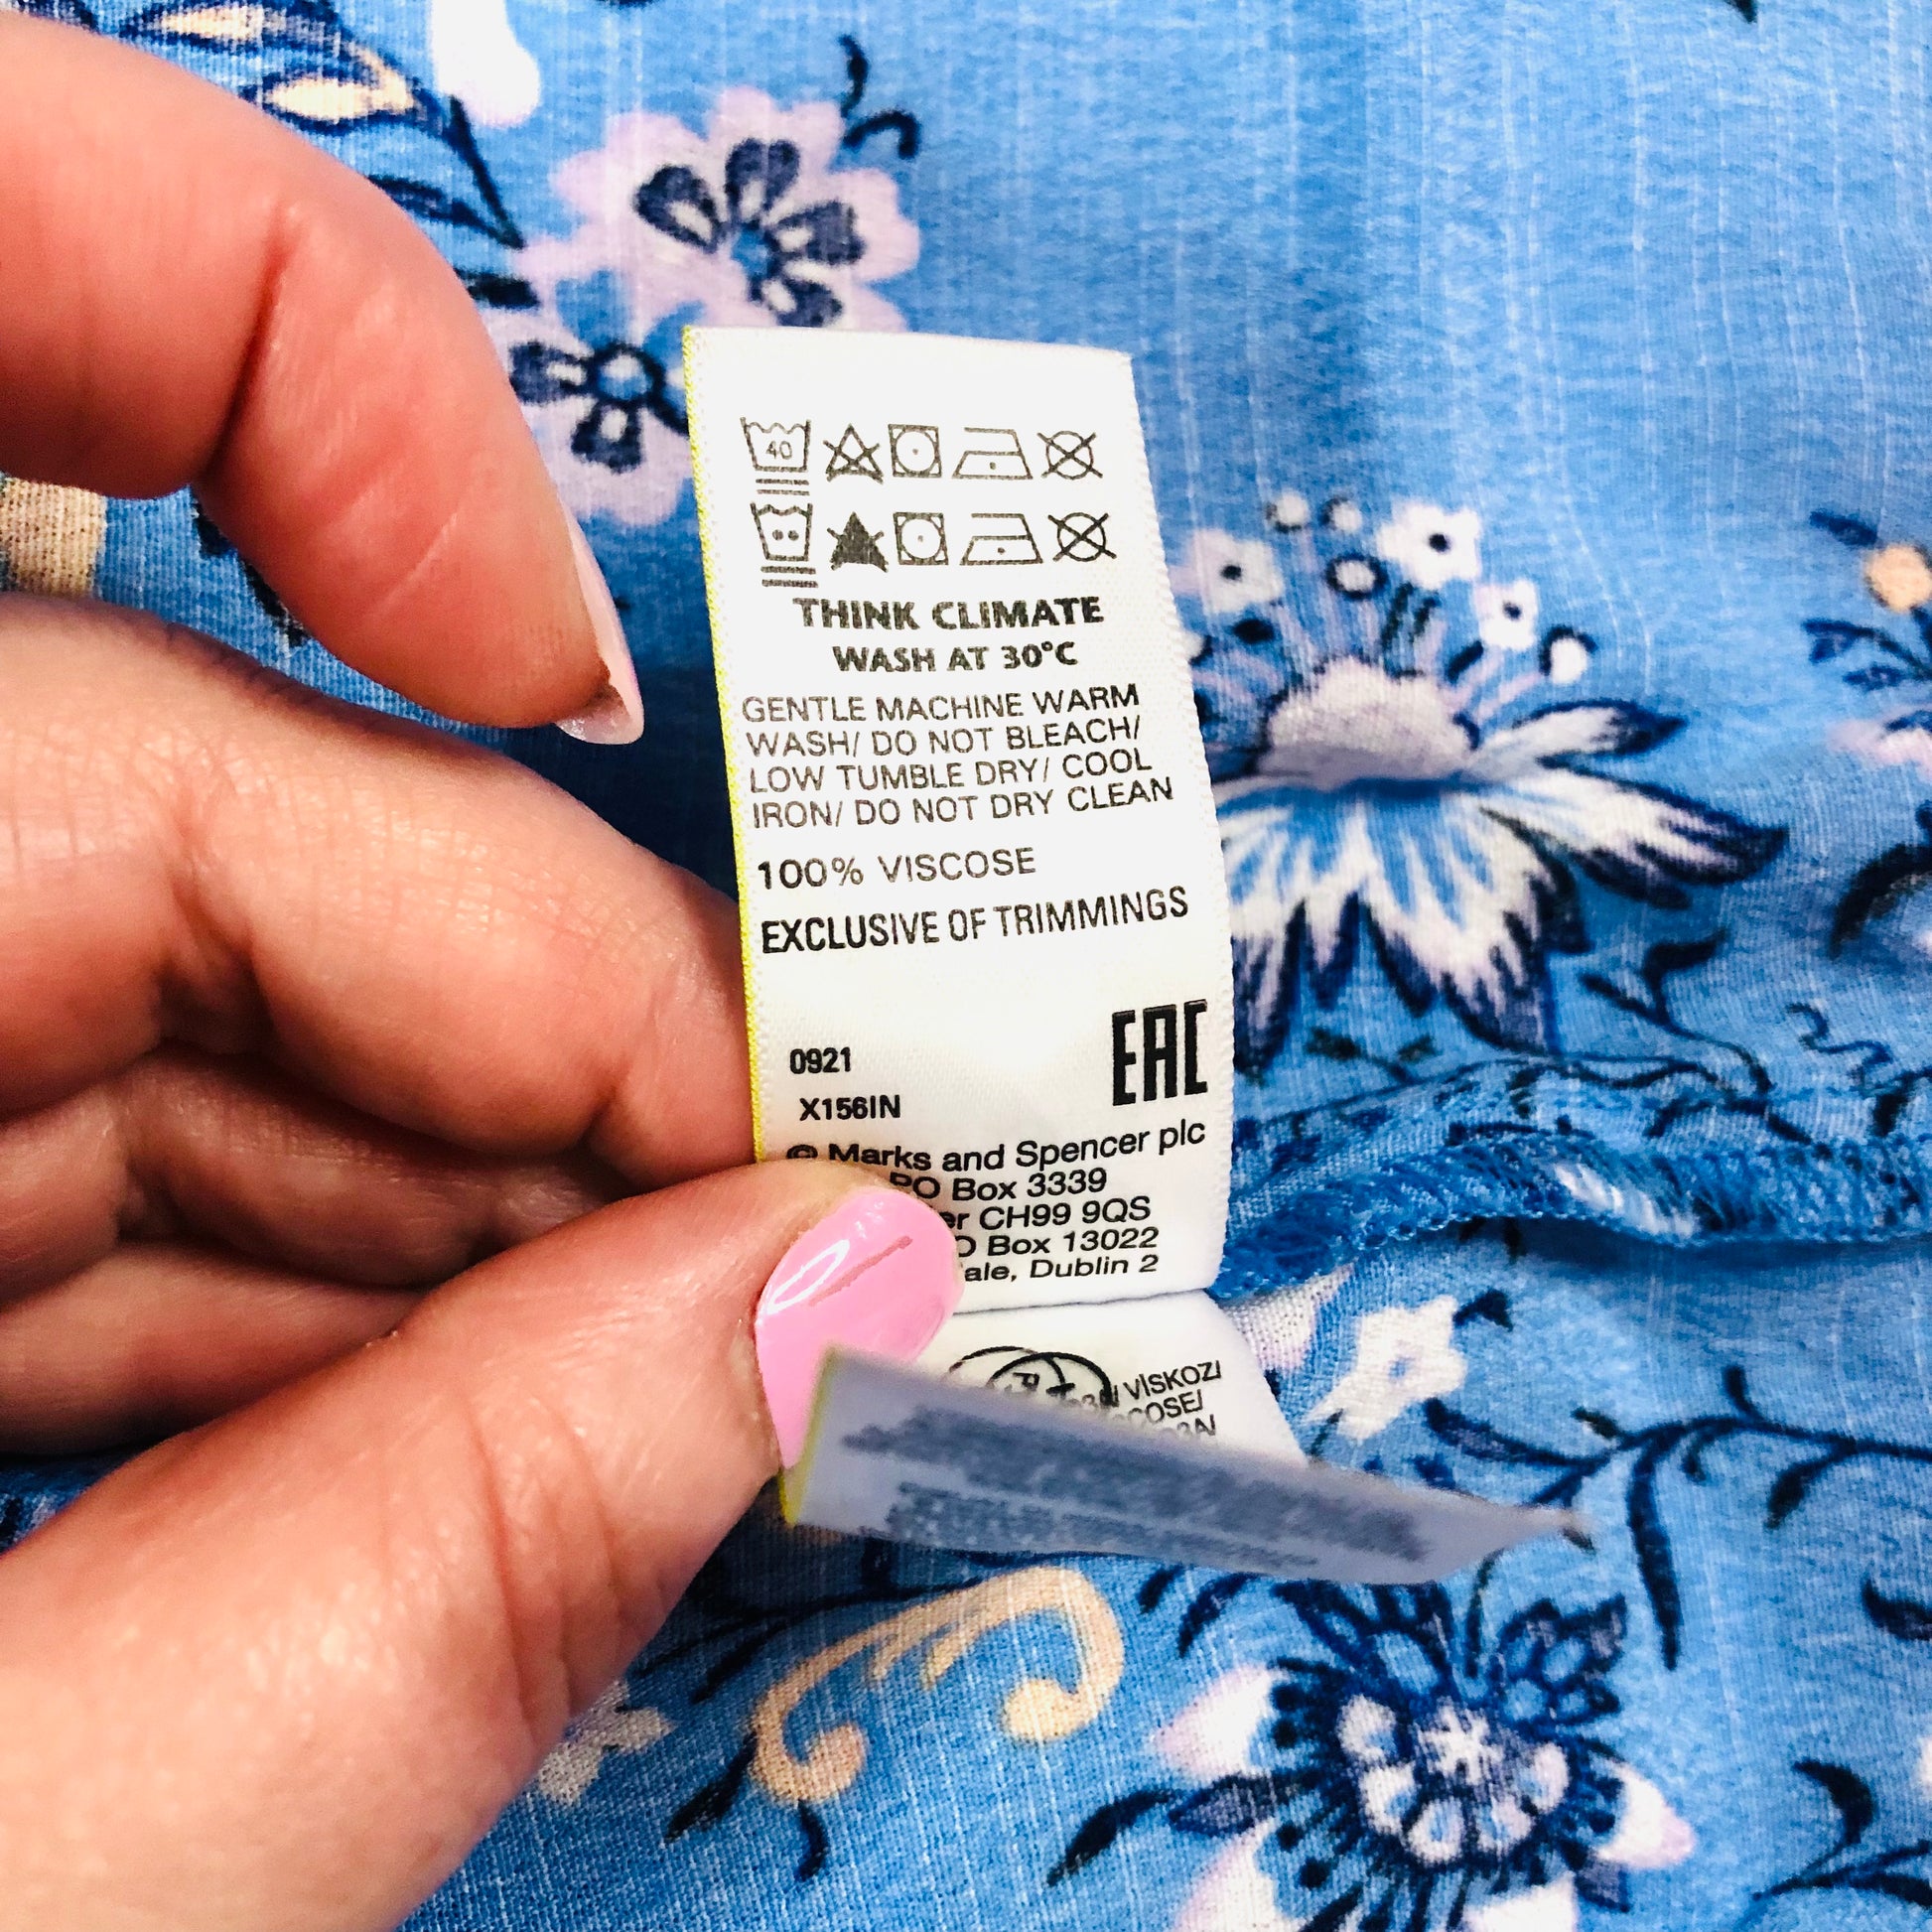 40
THINK CLIMATE
WASH AT 30°C
GENTLE MACHINE WARM
WASH/ DO NOT BLEACH/
LOW TUMBLE DRY/ COOL
IRON/ DO NOT DRY CLEAN
100% VISCOSE
EXCLUSIVE OF TRIMMINGS
EAC
0921
X156IN
© Marks and Spencer plc
PO Box 3339
CH99 9QS
Box 13022
Dublin 2
VISKOZ/